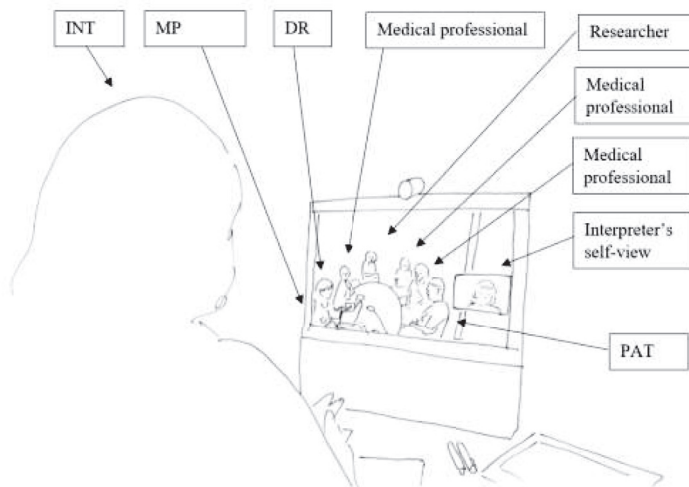 INT
MP
DR
Medical professional
Researcher
Medical
professional
Medical
professional
Interpreter's
self-view
PAT